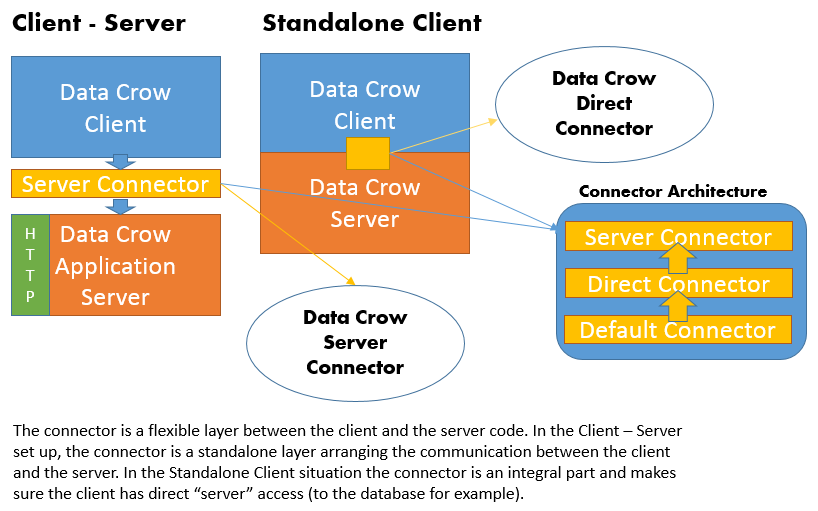 Client - Server
Data Crow
Client
Server Connector
H
T
T
P
Data Crow
Application
Server
Standalone Client
Data Crow
Client
Data Crow
Server
Data Crow
Direct
Connector
Data Crow
Server
Connector
Connector Architecture
Server Connector
Direct Connector
Default Connector
The connector is a flexible layer between the client and the server code. In the Client – Server
set up, the connector is a standalone layer arranging the communication between the client
and the server. In the Standalone Client situation the connector is an integral part and makes
sure the client has direct “server” access (to the database for example).